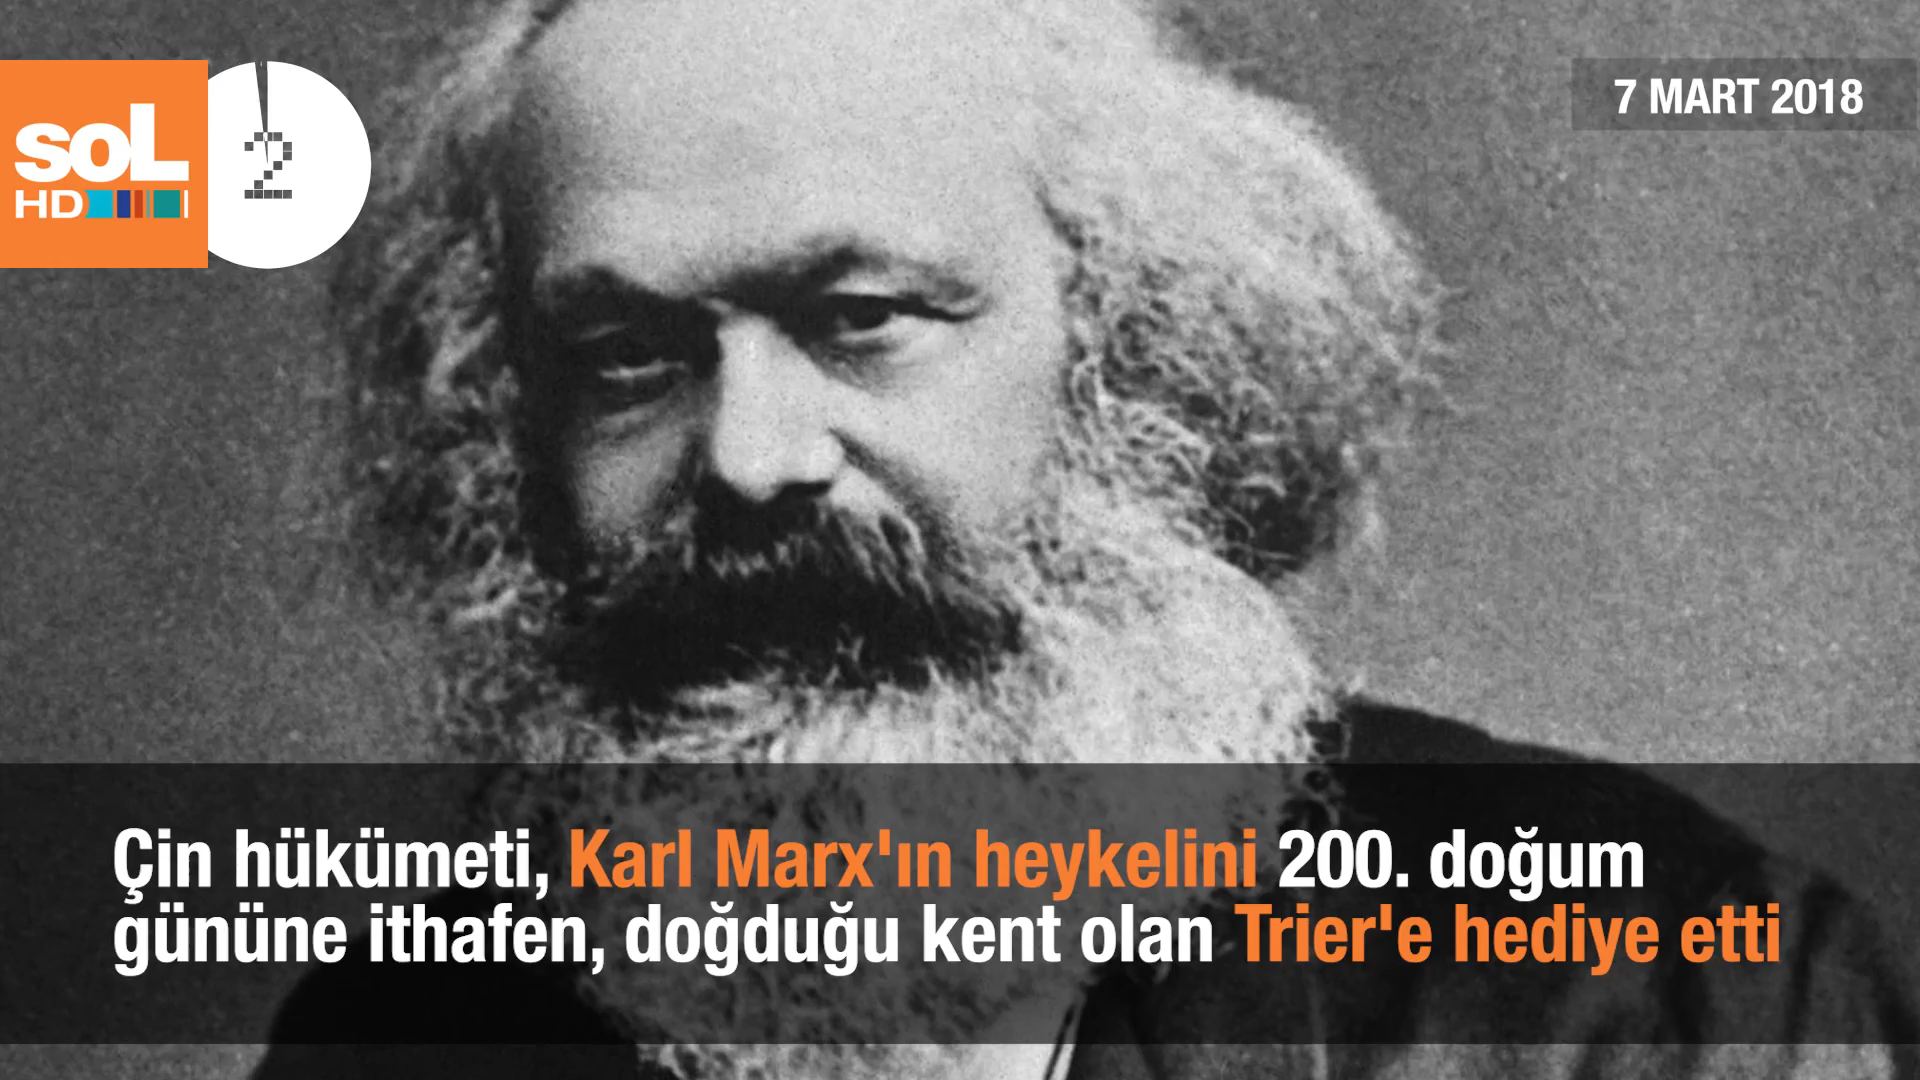 soL
HD
2
7 MART 2018
Çin hükümeti, Karl Marx'ın heykelini 200. doğum
gününe ithafen, doğduğu kent olan Trier'e hediye etti